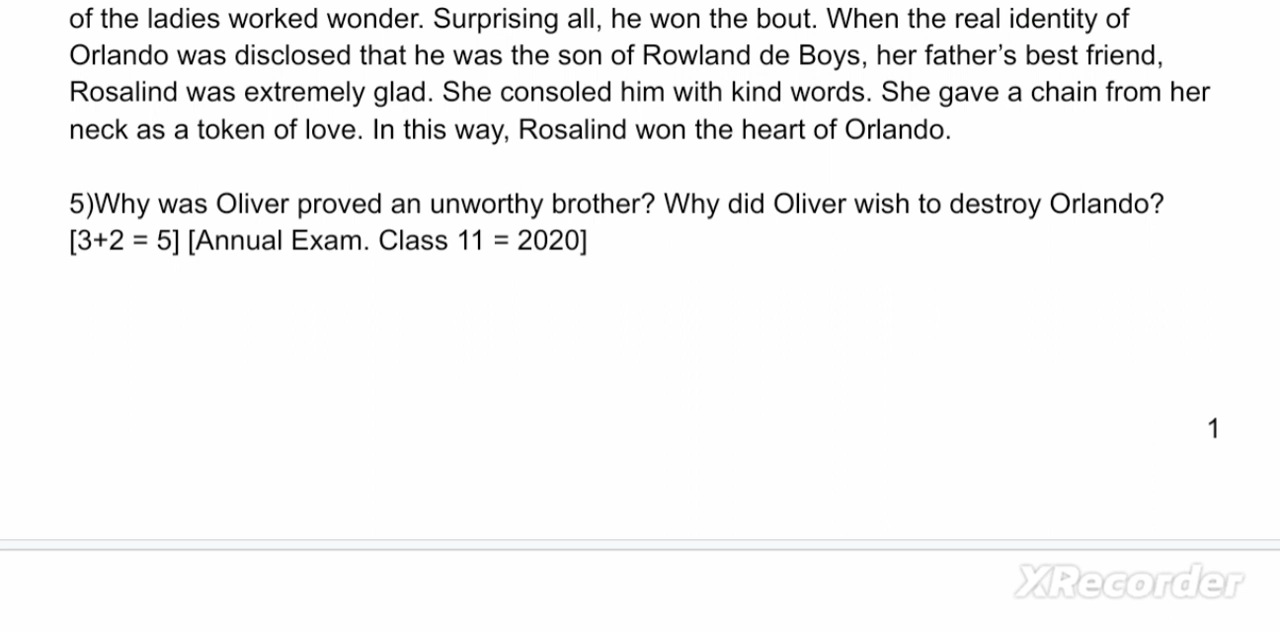 of the ladies worked wonder. Surprising all, he won the bout. When the real identity of
Orlando was disclosed that he was the son of Rowland de Boys, her father’s best friend,
Rosalind was extremely glad. She consoled him with kind words. She gave a chain from her
neck as a token of love. In this way, Rosalind won the heart of Orlando.
5)Why was Oliver proved an unworthy brother? Why did Oliver wish to destroy Orlando?
[3+2 = 5] [Annual Exam. Class 11 = 2020]
1
XRecorder